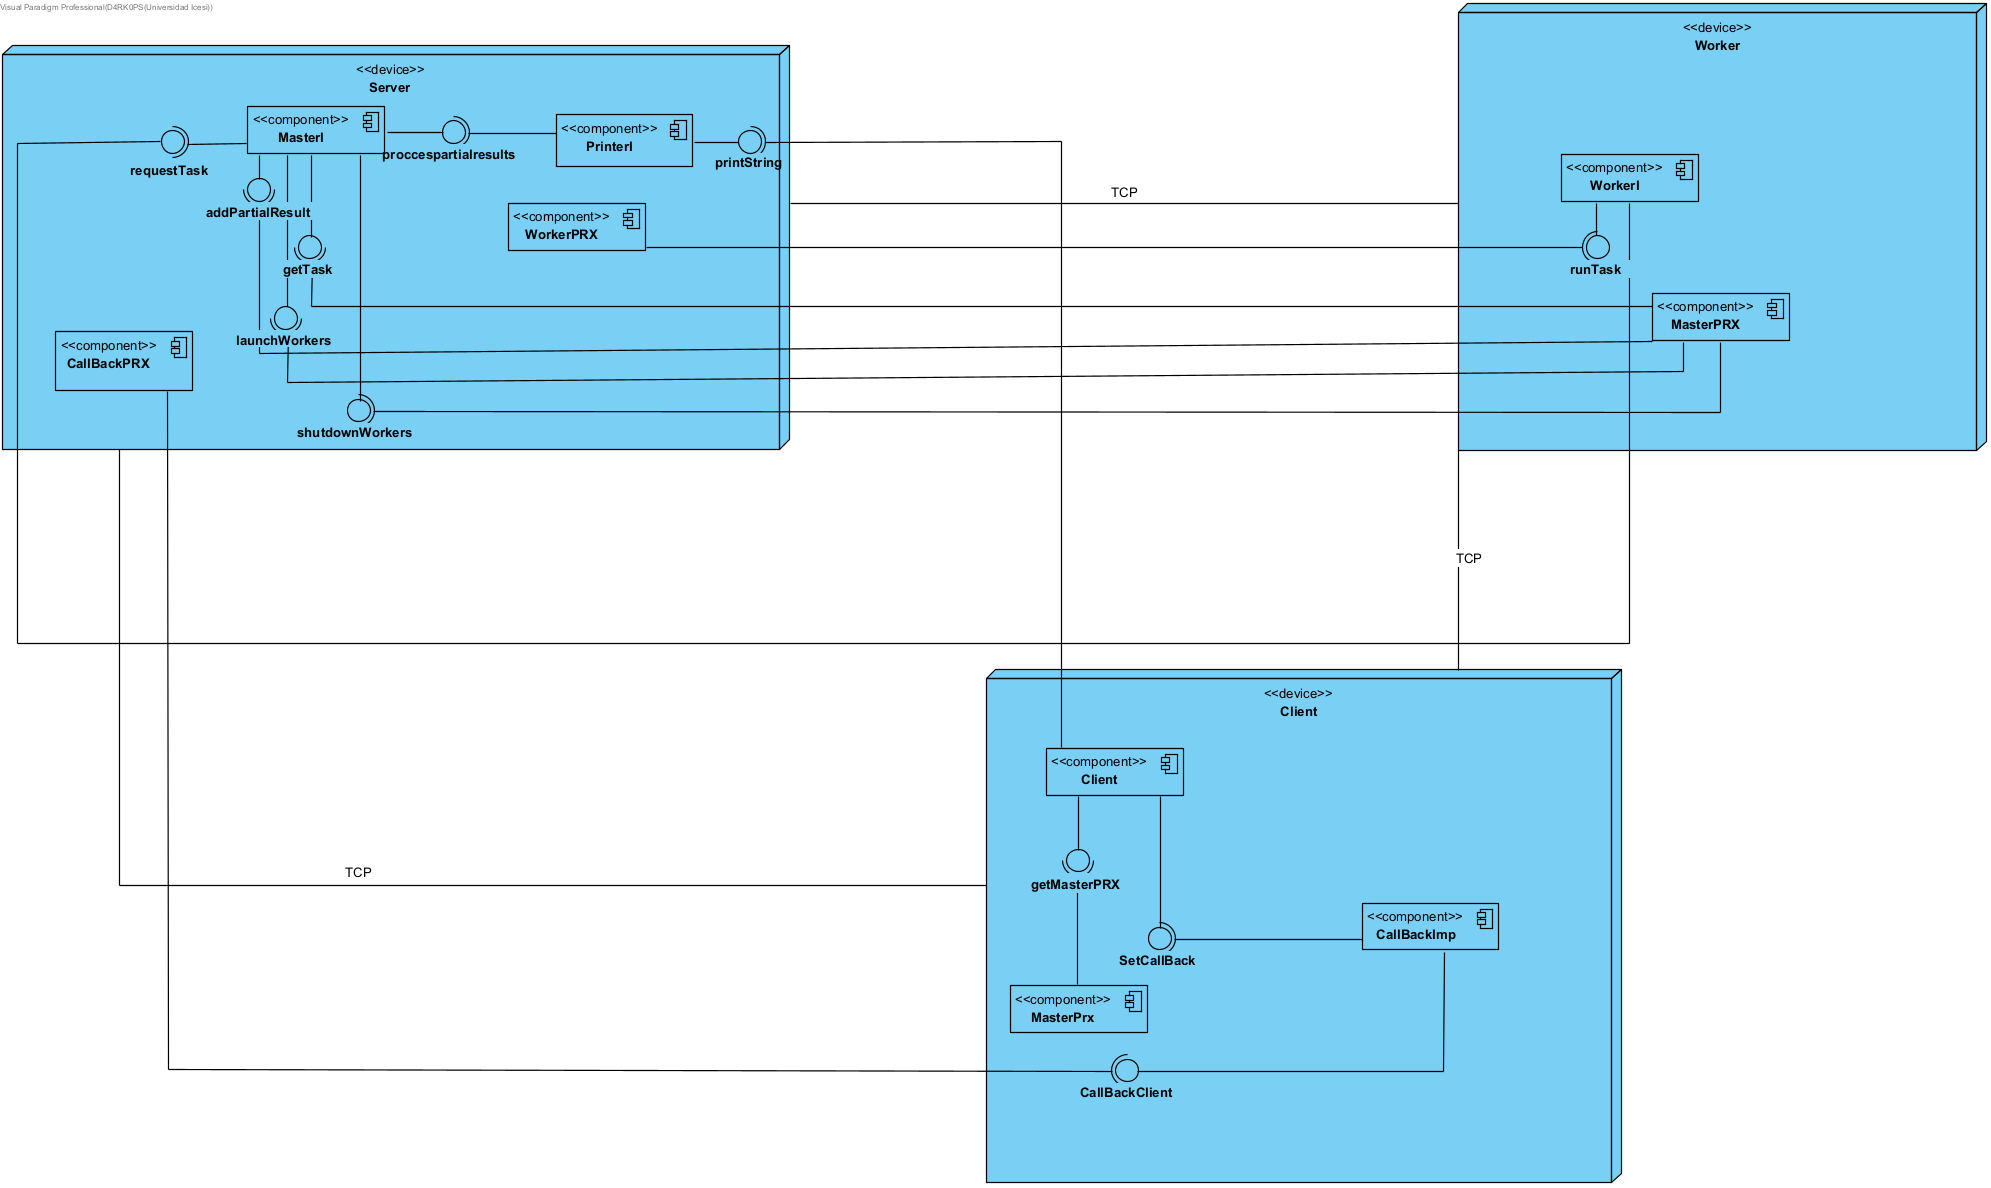 Visual Paradigm Professional(D4RK0PS(Universidad Icesi))
<<device>>
Server
<<component>>
MasterI
proccespartialresults
<<component>>
PrinterI
printString
requestTask
addPartialResult
<<component>>
WorkerPRX
getTask
launchWorkers
<<component>>
CallBackPRX
shutdownWorkers
TCP
<<device>>
Worker
<<component>>
WorkerI
runTask
<<component>>
MasterPRX
TCP
TCP
<<device>>
Client
<<component>>
Client
getMasterPRX
SetCallBack
<<component>>
CallBackImp
<<component>>
MasterPrx
CallBackClient